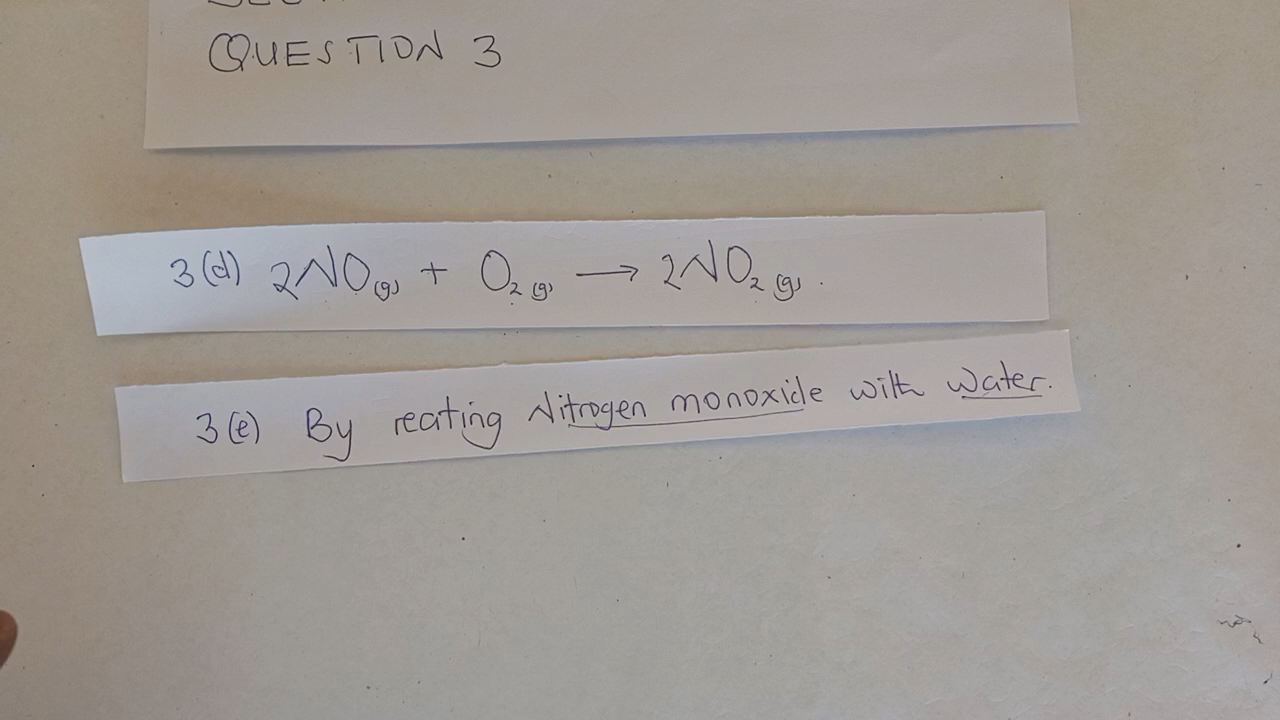 QUESTION 3
3(d) 2NO(g) + O₂(g) → 2NO₂(g).
3(e) By reating Nitrogen monoxide with Water.